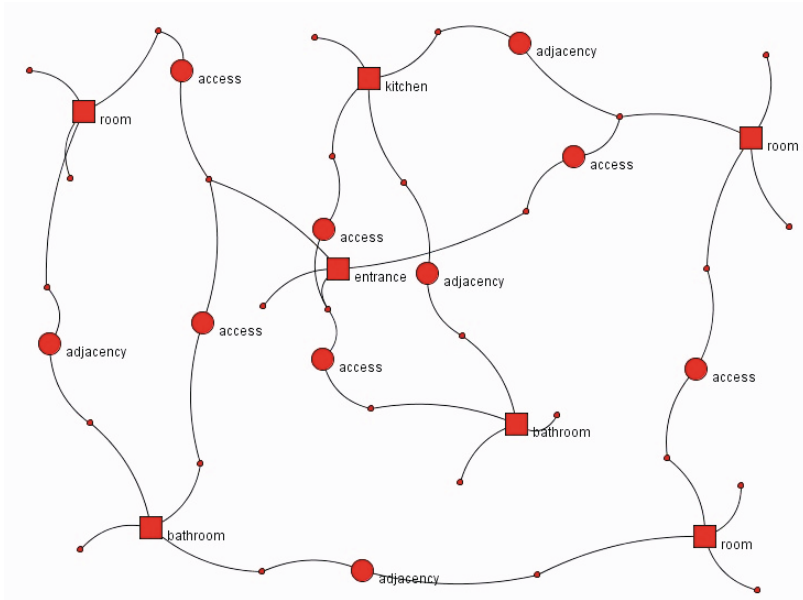 adjacency
access
kitchen
room
room
access
access
entrance
adjacency
access
adjacency
access
access
bathroom
bathroom
room
adjacency